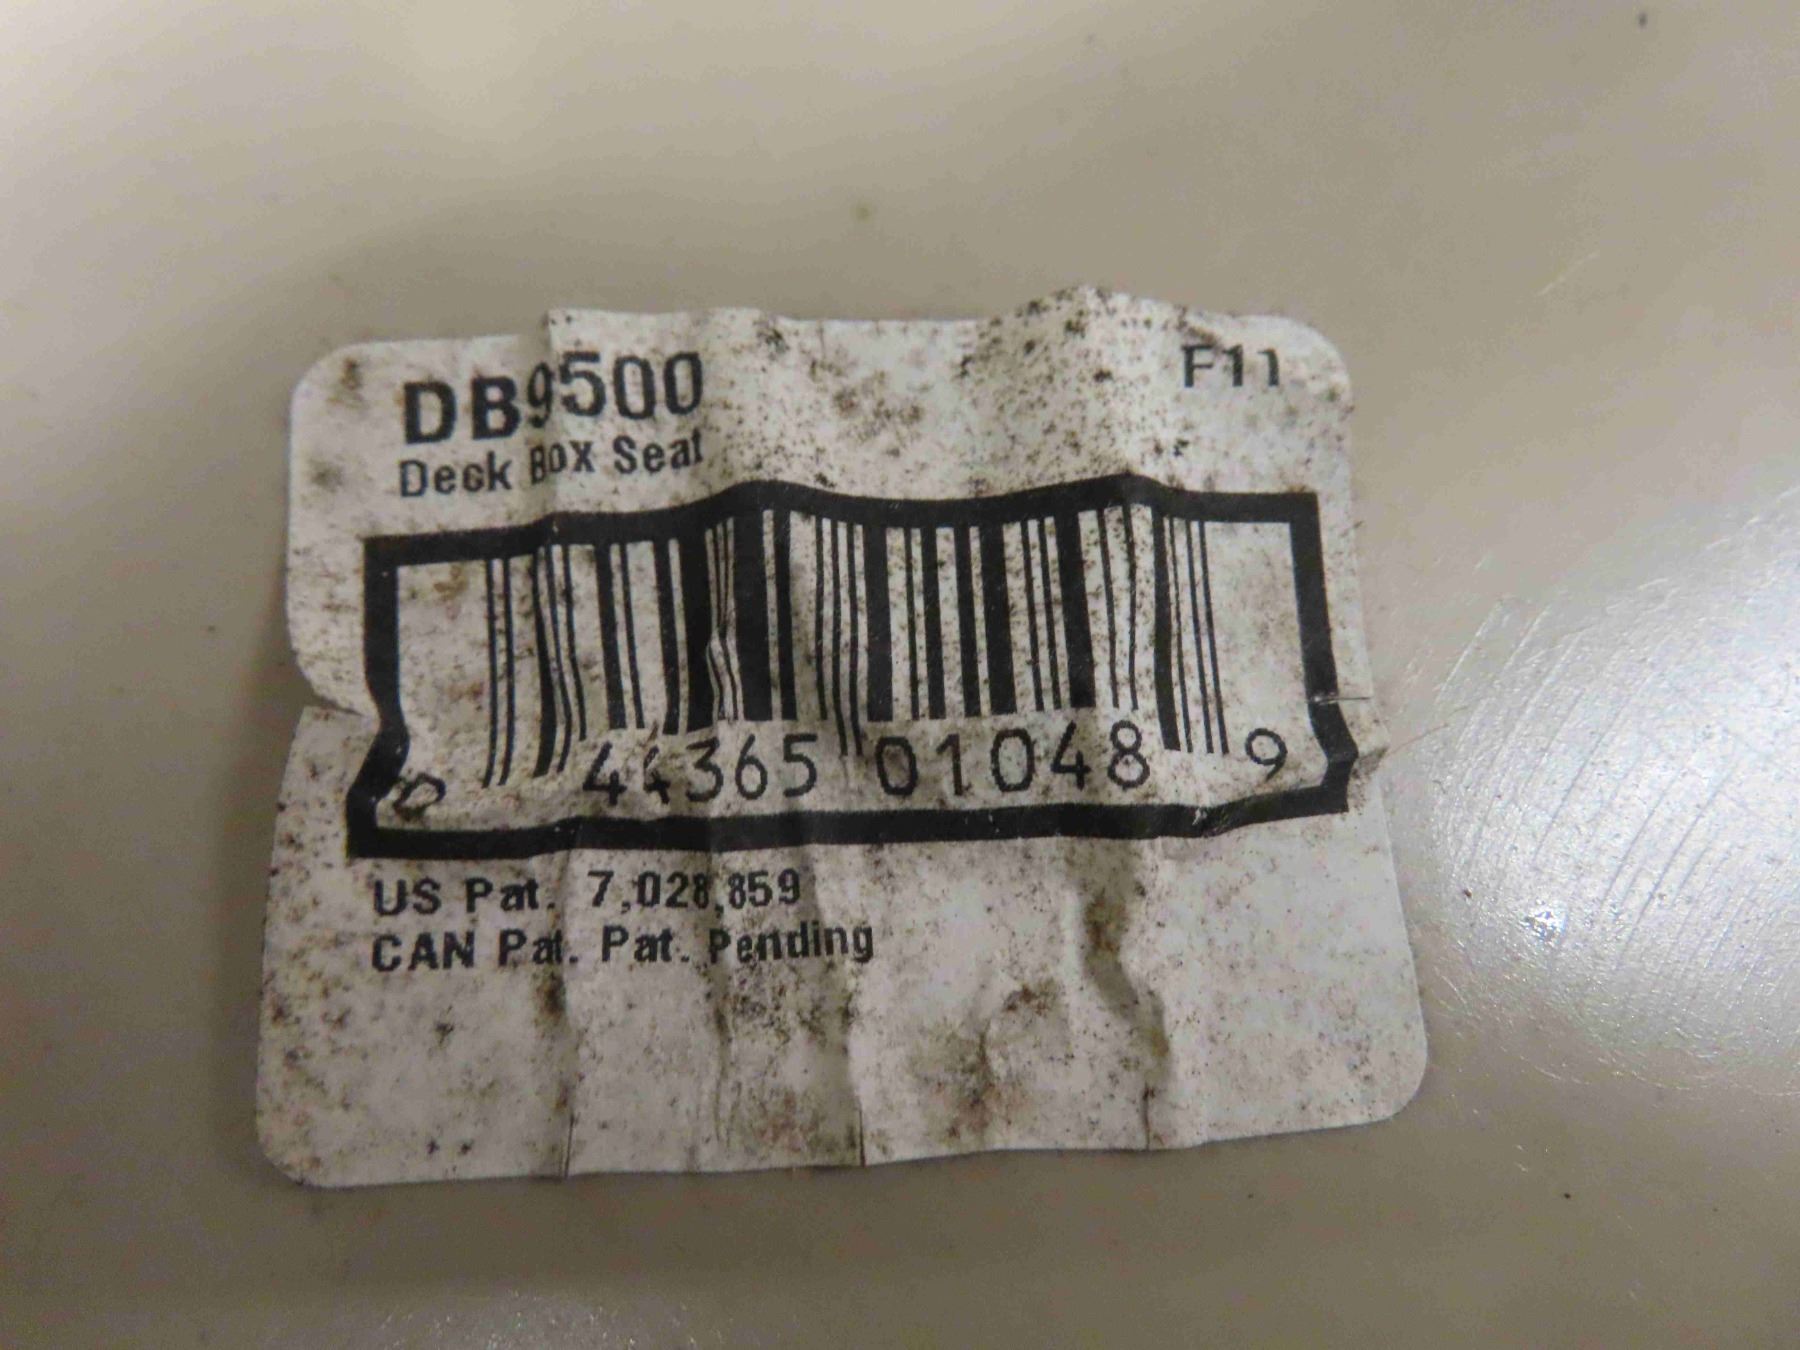 DB9500
F11
Deck Box Seat
0 44365 01048 9
US Pat. 7,028,859
CAN Pat. Pat. Pending